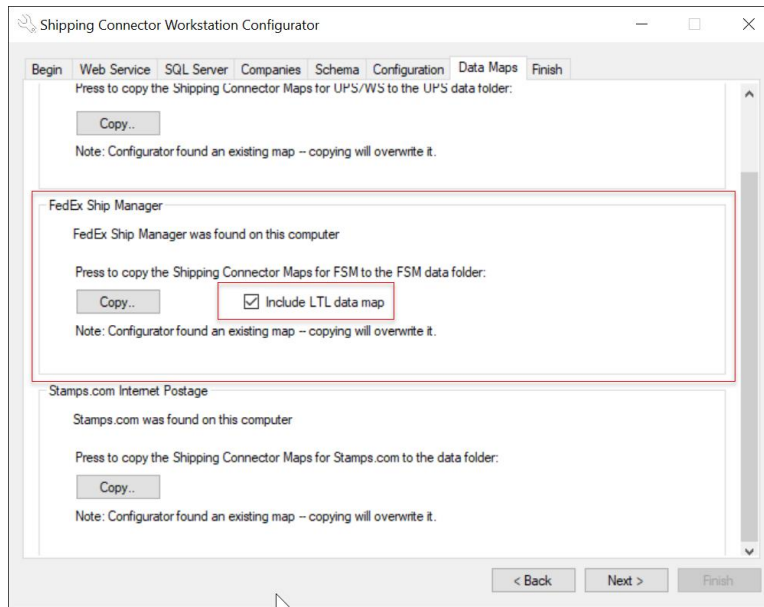 Shipping Connector Workstation Configurator
Begin Web Service SQL Server Companies Schema Configuration Data Maps Finish
Press to copy the Shipping Connector Maps for UPS/WS to the UPS data folder:
Copy..
Note: Configurator found an existing map -- copying will overwrite it.
FedEx Ship Manager
FedEx Ship Manager was found on this computer
Press to copy the Shipping Connector Maps for FSM to the FSM data folder:
Copy.. Include LTL data map
Note: Configurator found an existing map -- copying will overwrite it.
Stamps.com Internet Postage
Stamps.com was found on this computer
Press to copy the Shipping Connector Maps for Stamps.com to the data folder:
Copy..
Note: Configurator found an existing map -- copying will overwrite it.
< Back Next > Finish